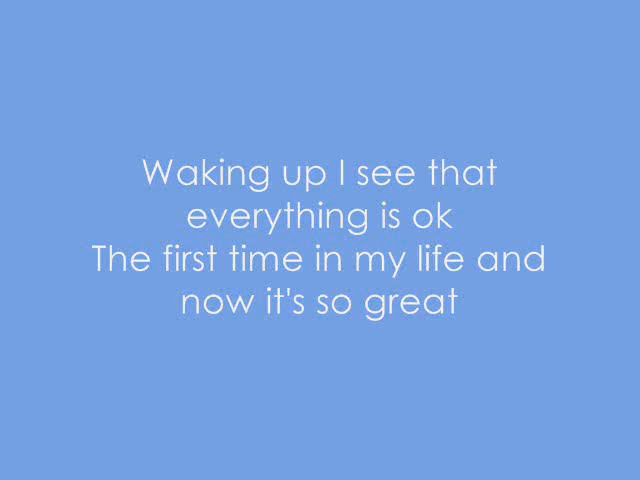 Waking up I see that
everything is ok
The first time in my life and
now it's so great